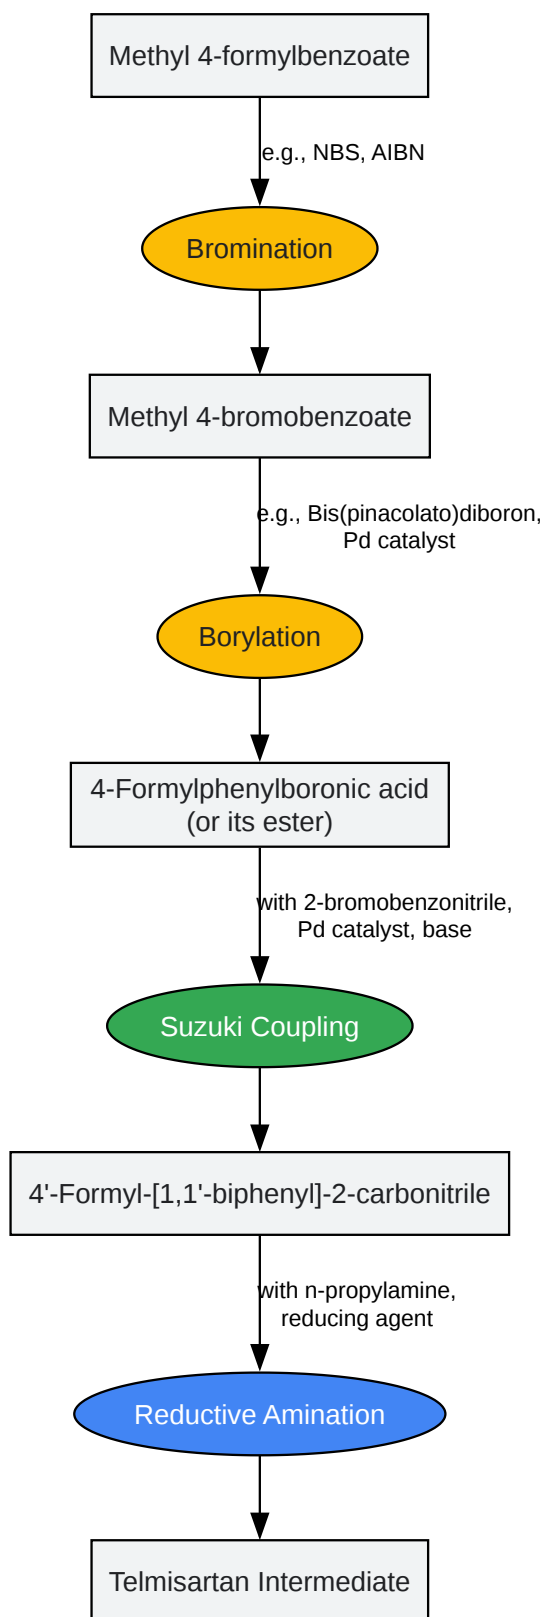 Methyl 4-formylbenzoate
e.g., NBS, AIBN
Bromination
Methyl 4-bromobenzoate
e.g., Bis(pinacolato)diboron,
Pd catalyst
Borylation
4-Formylphenylboronic acid
(or its ester)
with 2-bromobenzonitrile,
Pd catalyst, base
Suzuki Coupling
4'-Formyl-[1,1'-biphenyl]-2-carbonitrile
with n-propylamine,
reducing agent
Reductive Amination
Telmisartan Intermediate